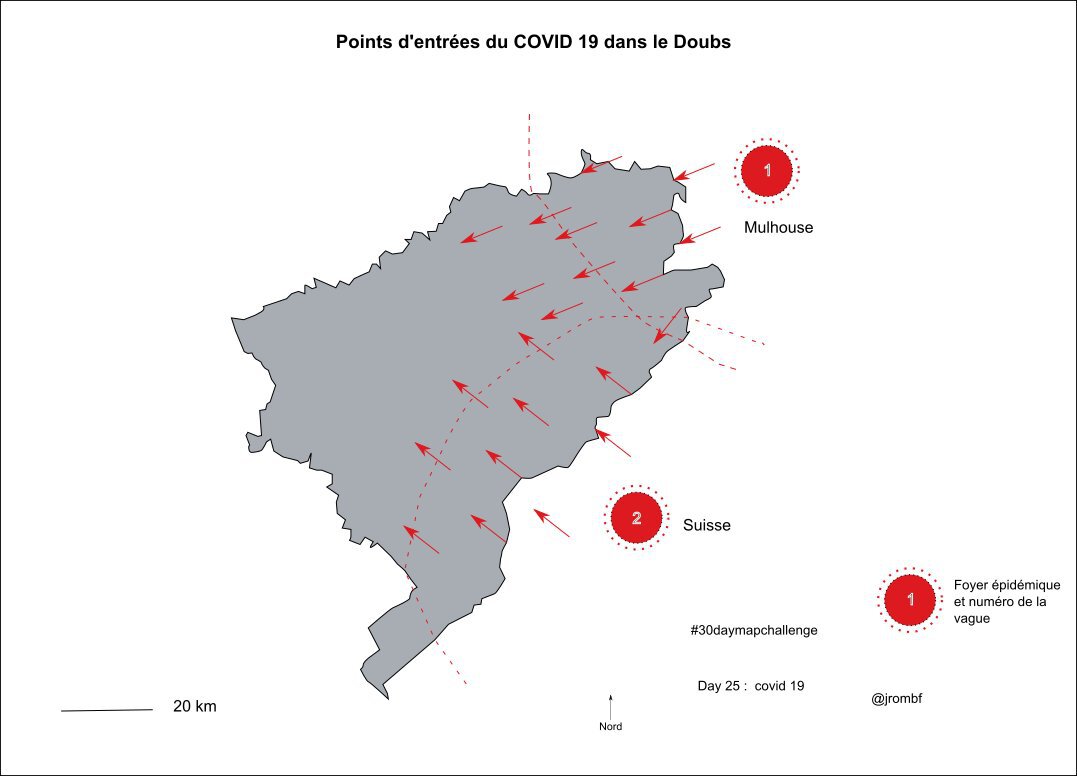 Points d'entrées du COVID 19 dans le Doubs
1
Mulhouse
2
Suisse
1
Foyer épidémique
et numéro de la
vague
#30daymapchallenge
Day 25 : covid 19
@jrombf
20 km
Nord